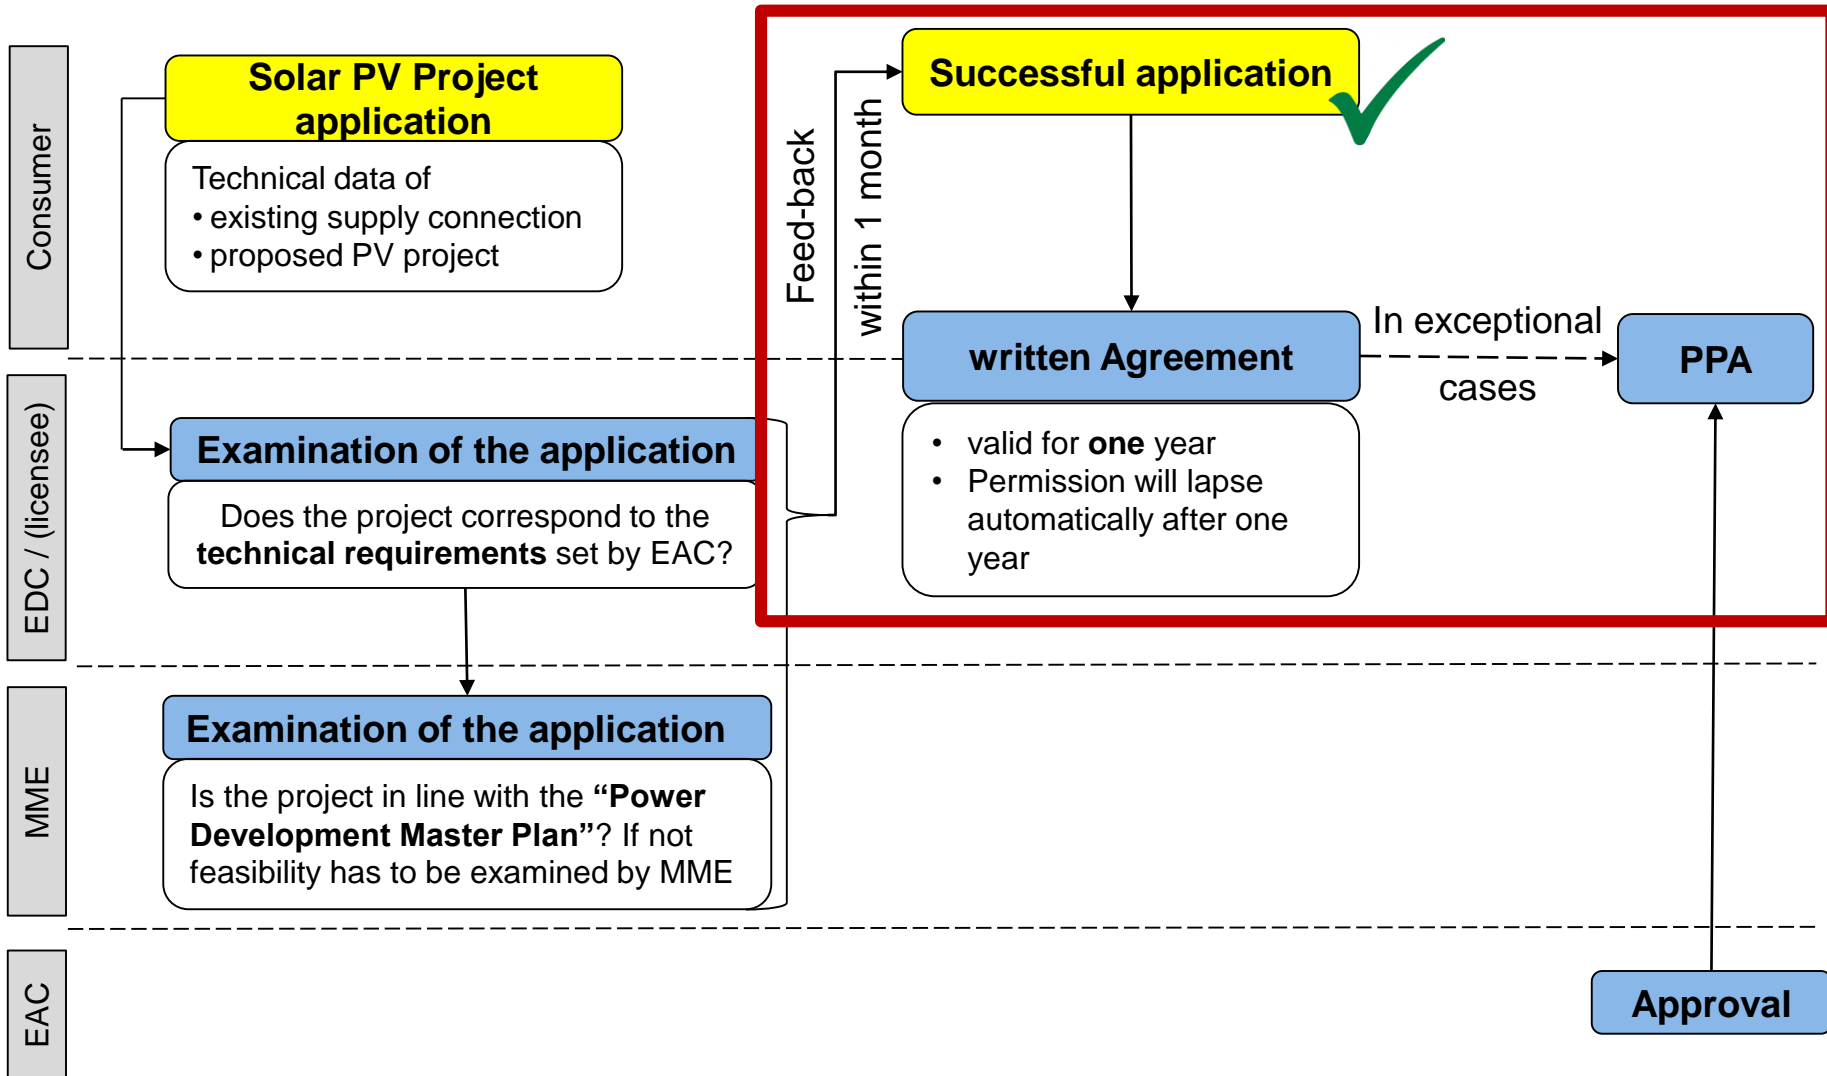 Consumer
Solar PV Project
application
Technical data of
• existing supply connection
• proposed PV project
EDC / (licensee)
Examination of the application
Does the project correspond to the
technical requirements set by EAC?
MME
Examination of the application
Is the project in line with the “Power
Development Master Plan”? If not
feasibility has to be examined by MME
EAC
Feed-back
within 1 month
Successful application
written Agreement
• valid for one year
• Permission will lapse
automatically after one
year
In exceptional
cases
PPA
Approval